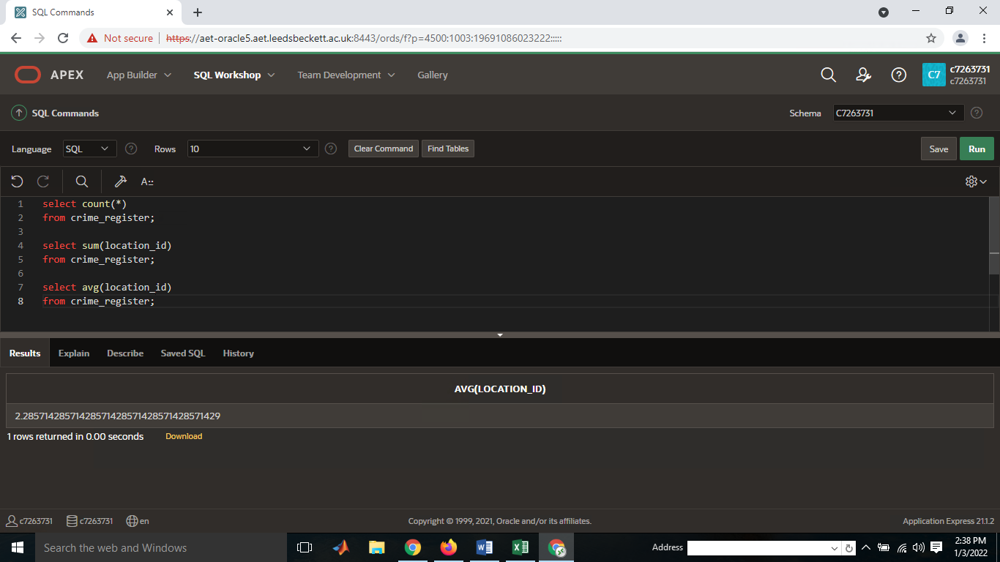 SQL Commands
Not secure
https://aet-oracle5.aet.leedsbeckett.ac.uk:8443/ords/f?p=4500:1003:19691086023222:::::
APEX App Builder SQL Workshop Team Development Gallery
C7 c7263731
c7263731
SQL Commands Schema C7263731
Language SQL Rows 10 Clear Command Find Tables Save Run
A::
1 select count(*)
2 from crime_register;
3
4 select sum(location_id)
5 from crime_register;
6
7 select avg(location_id)
8 from crime_register;
Results Explain Describe Saved SQL History
AVG(LOCATION_ID)
2.28571428571428571428571428571428571429
1 rows returned in 0.00 seconds Download
c7263731 c7263731 en Copyright © 1999, 2021, Oracle and/or its affiliates. Application Express 21.1.2
Search the web and Windows Address 2:38 PM
1/3/2022